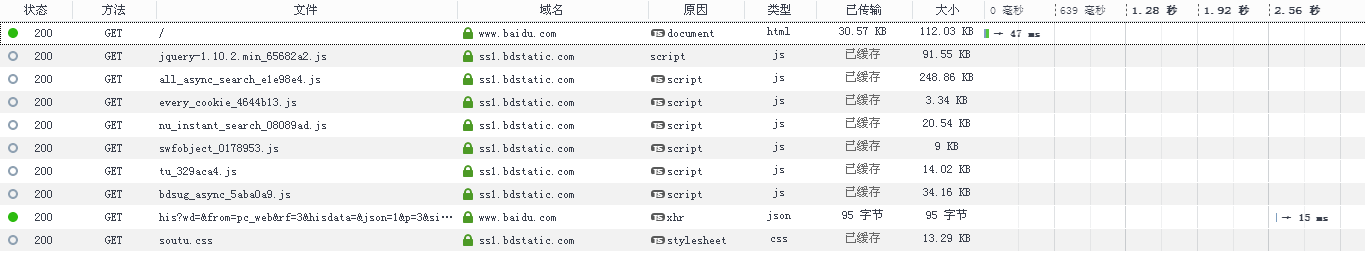 状态 方法 文件 域名 原因 类型 已传输 大小 0 毫秒 639 毫秒 1.28 秒 1.92 秒 2.56 秒
200 GET / www.baidu.com JS document html 30.57 KB 112.03 KB → 47 ms
200 GET jquery-1.10.2.min_65682a2.js ss1.bdstatic.com script js 已缓存 91.55 KB
200 GET all_async_search_e1e98e4.js ss1.bdstatic.com JS script js 已缓存 248.86 KB
200 GET every_cookie_4644b13.js ss1.bdstatic.com JS script js 已缓存 3.34 KB
200 GET nu_instant_search_08089ad.js ss1.bdstatic.com JS script js 已缓存 20.54 KB
200 GET swfobject_0178953.js ss1.bdstatic.com JS script js 已缓存 9 KB
200 GET tu_329aca4.js ss1.bdstatic.com JS script js 已缓存 14.02 KB
200 GET bdsug_async_5aba0a9.js ss1.bdstatic.com JS script js 已缓存 34.16 KB
200 GET his?wd=&from=pc_web&rf=3&hisdata=&json=1&p=3&si… www.baidu.com JS xhr json 95 字节 95 字节 → 15 ms
200 GET soutu.css ss1.bdstatic.com JS stylesheet css 已缓存 13.29 KB